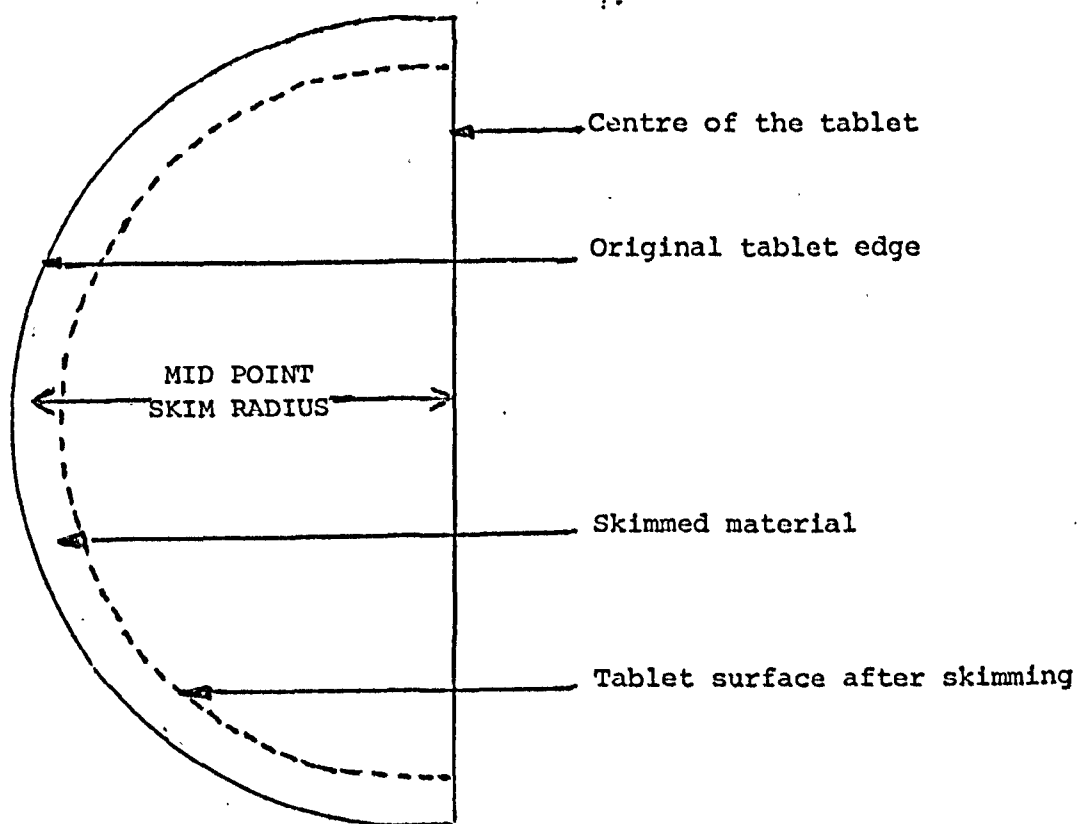 Centre of the tablet
Original tablet edge
MID POINT
SKIM RADIUS
Skimmed material
Tablet surface after skimming